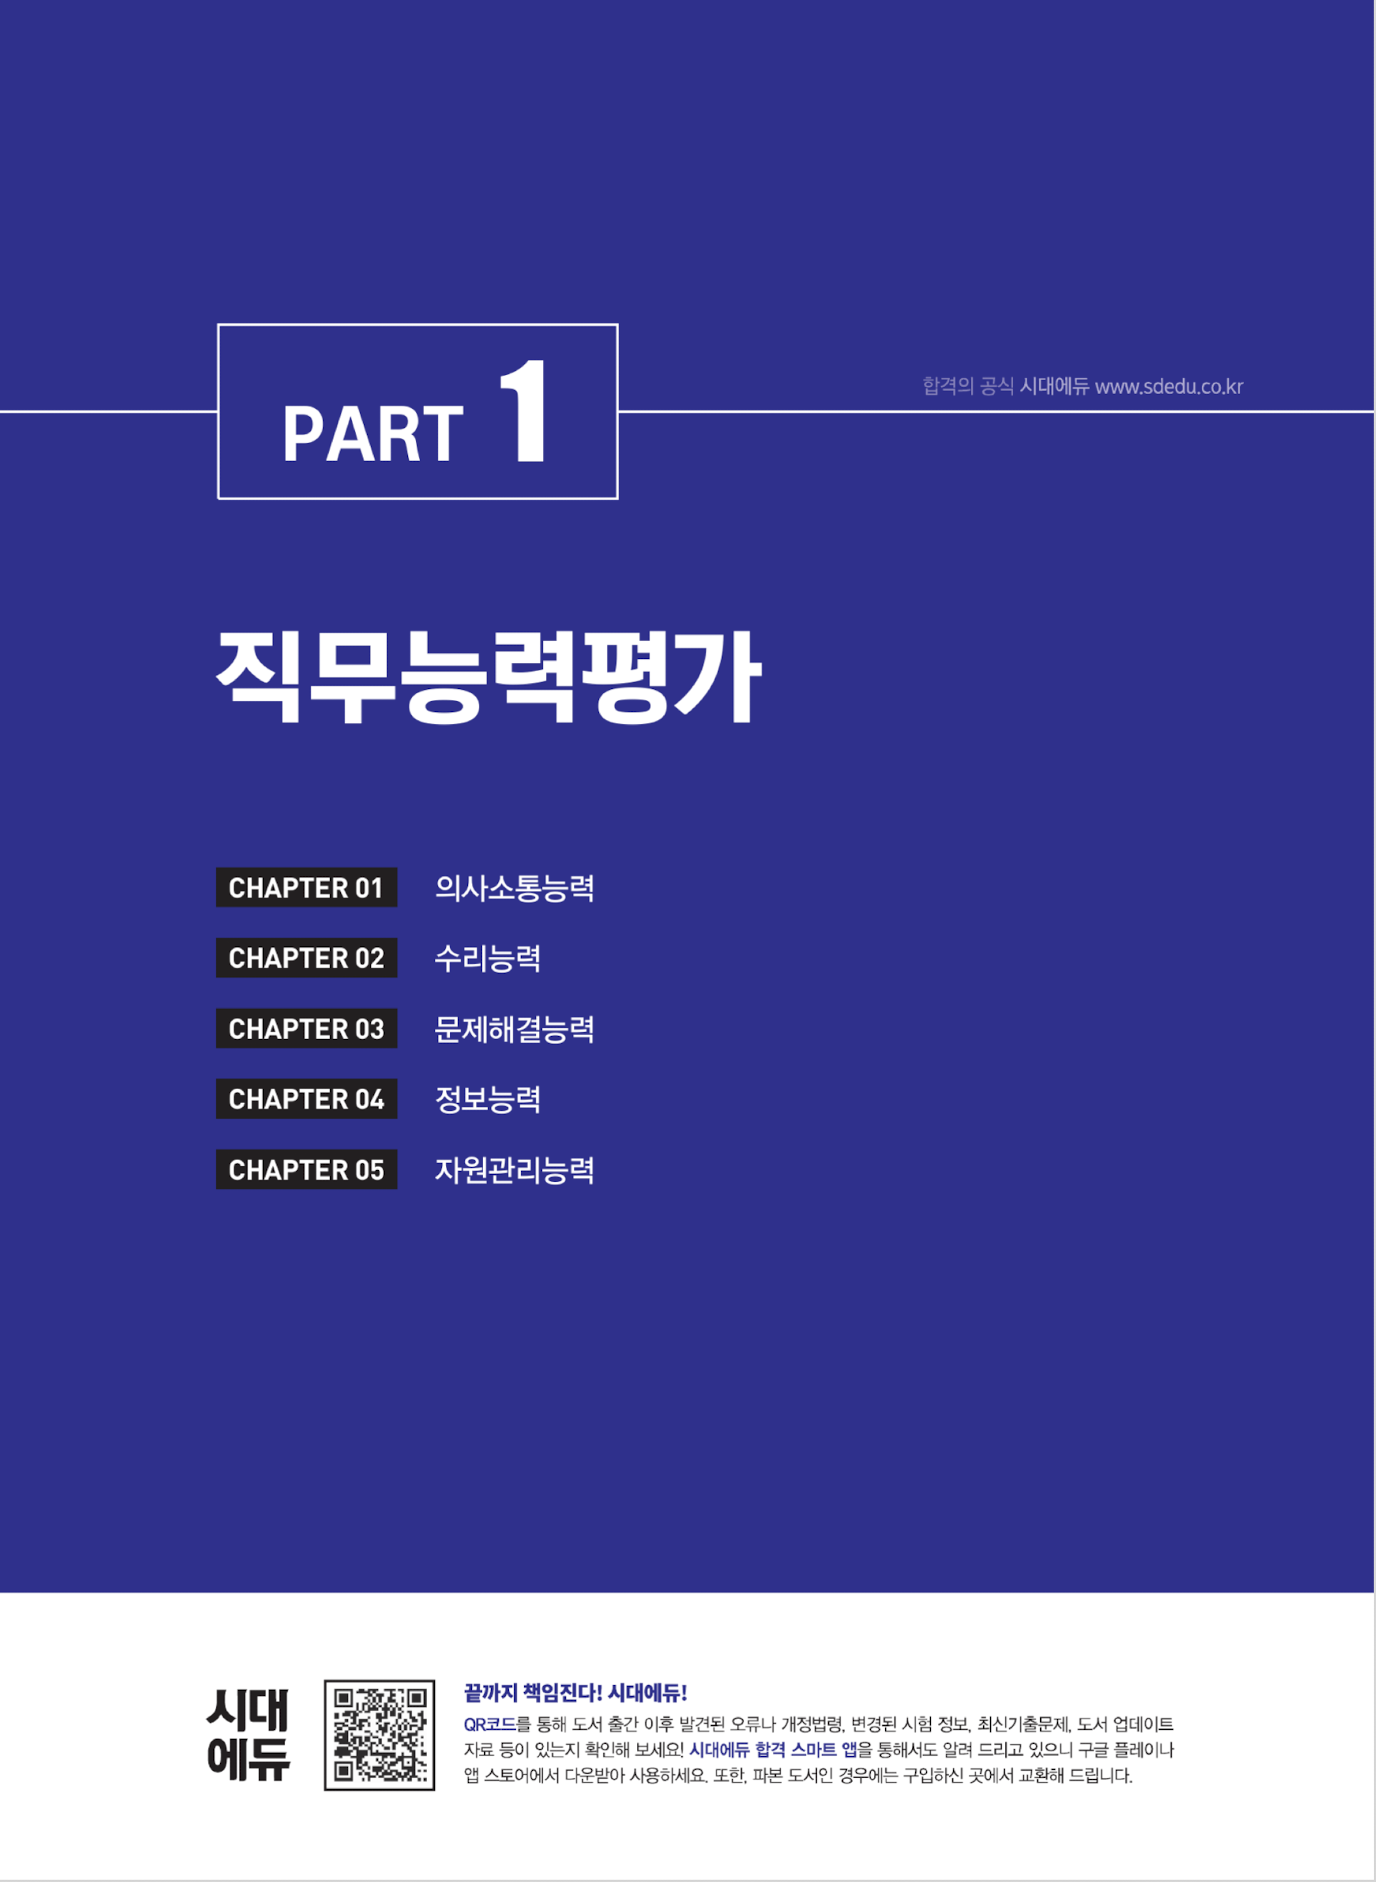 PART 1
합격의 공식 시대에듀 www.sdedu.co.kr
직무능력평가
CHAPTER 01 의사소통능력
CHAPTER 02 수리능력
CHAPTER 03 문제해결능력
CHAPTER 04 정보능력
CHAPTER 05 자원관리능력
시대
에듀
끝까지 책임진다! 시대에듀!
QR코드를 통해 도서 출간 이후 발견된 오류나 개정법령, 변경된 시험 정보, 최신기출문제, 도서 업데이트
자료 등이 있는지 확인해 보세요! 시대에듀 합격 스마트 앱을 통해서도 알려 드리고 있으니 구글 플레이나
앱 스토어에서 다운받아 사용하세요. 또한, 파본 도서인 경우에는 구입하신 곳에서 교환해 드립니다.